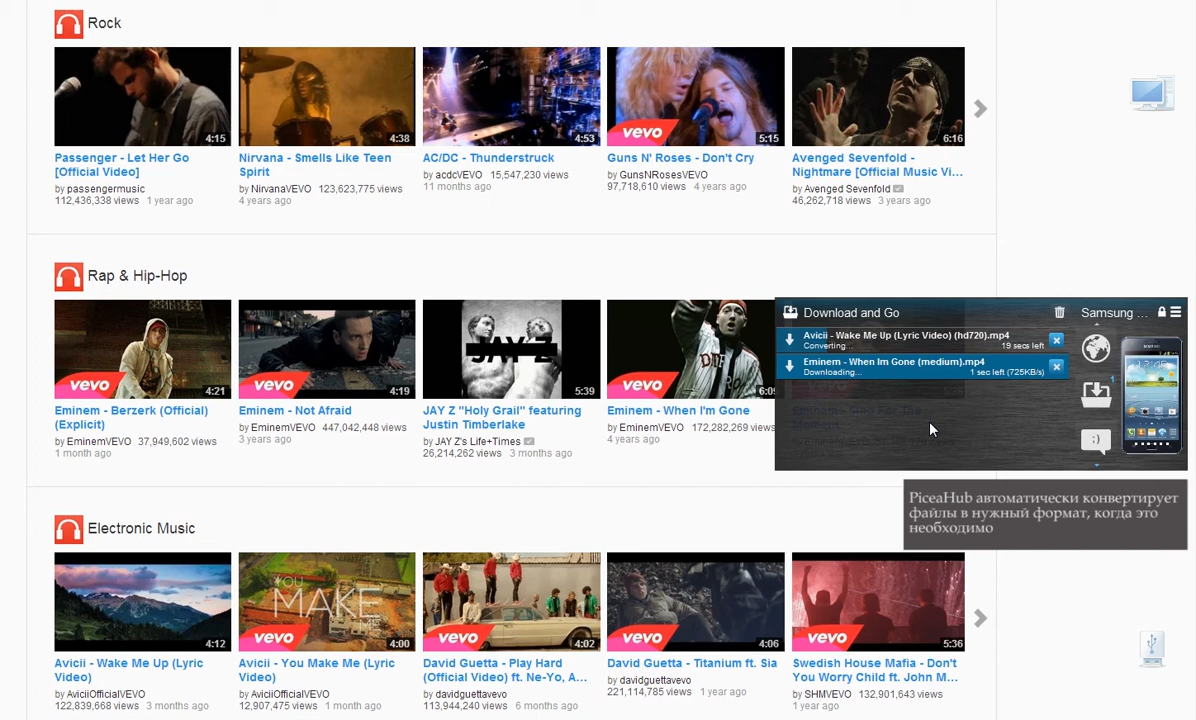 Rock
4:15
4:38
4:53
vevo
5:15
6:16
Passenger - Let Her Go
[Official Video]
by passengermusic
112,436,338 views 1 year ago
Nirvana - Smells Like Teen
Spirit
by NirvanaVEVO 123,623,775 views
4 years ago
AC/DC - Thunderstruck
by acdcVEVO 15,547,230 views
11 months ago
Guns N' Roses - Don't Cry
by GunsNRosesVEVO
97,718,610 views 4 years ago
Avenged Sevenfold -
Nightmare [Official Music Vi...
by Avenged Sevenfold
46,262,718 views 3 years ago
Rap & Hip-Hop
vevo
4:21
vevo
4:19
JAY Z
5:39
vevo
6:09
Eminem - Berzerk (Official)
(Explicit)
by EminemVEVO 37,949,602 views
1 month ago
Eminem - Not Afraid
by EminemVEVO
447,042,448 views
3 years ago
JAY Z "Holy Grail" featuring
Justin Timberlake
by JAY Z's Life+Times
26,214,262 views 3 months ago
Eminem - When I'm Gone
by EminemVEVO 172,282,269 views
4 years ago
Download and Go
Samsung ...
Avicii - Wake Me Up (Lyric Video) (hd720).mp4
Converting... 19 secs left
Eminem - When Im Gone (medium).mp4
Downloading... 1 sec left (725KB/s)
1
;)
PiceaHub автоматически конвертирует
файлы в нужный формат, когда это
необходимо
Electronic Music
4:12
YOU
MAKE
ME
vevo
4:00
vevo
4:02
vevo
4:06
vevo
5:36
Avicii - Wake Me Up (Lyric
Video)
by AviciiOfficialVEVO
122,839,668 views 3 months ago
Avicii - You Make Me (Lyric
Video)
by AviciiOfficialVEVO
12,907,475 views 1 month ago
David Guetta - Play Hard
(Official Video) ft. Ne-Yo, A...
by davidguettavevo
113,944,240 views 6 months ago
David Guetta - Titanium ft. Sia
by davidguettavevo
221,114,785 views 1 year ago
Swedish House Mafia - Don't
You Worry Child ft. John M...
by SHMVEVO 132,901,643 views
1 year ago